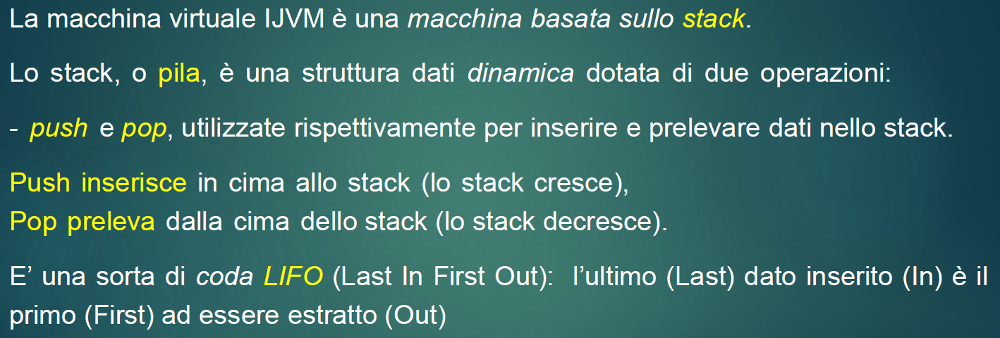 La macchina virtuale IJVM è una macchina basata sullo stack.
Lo stack, o pila, è una struttura dati dinamica dotata di due operazioni:
- push e pop, utilizzate rispettivamente per inserire e prelevare dati nello stack.
Push inserisce in cima allo stack (lo stack cresce),
Pop preleva dalla cima dello stack (lo stack decresce).
E’ una sorta di coda LIFO (Last In First Out): l’ultimo (Last) dato inserito (In) è il
primo (First) ad essere estratto (Out)